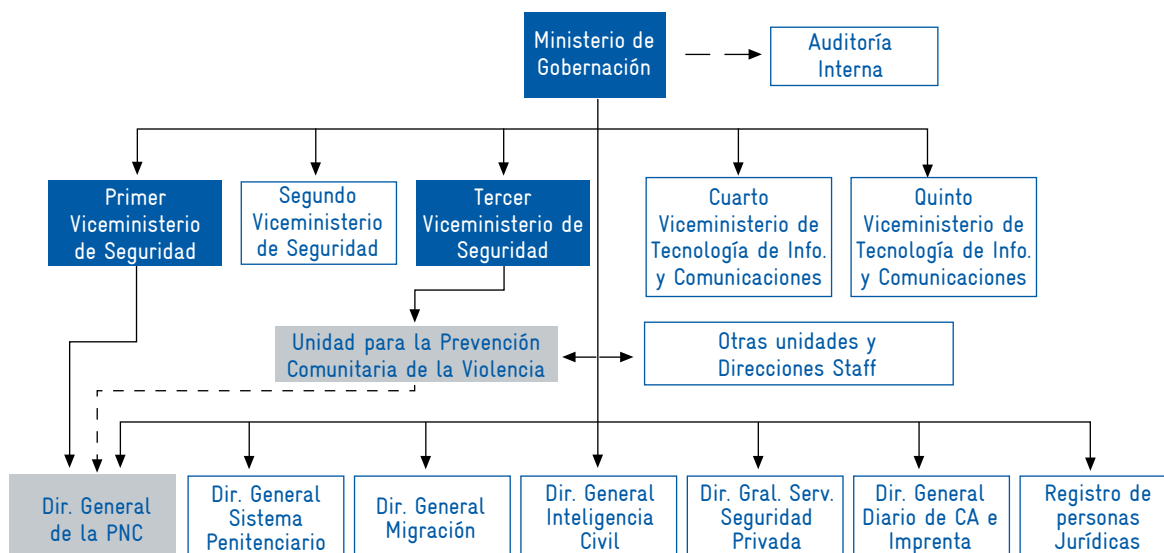 Ministerio de
Gobernación
Auditoría
Interna
Primer
Viceministerio
de Seguridad
Segundo
Viceministerio
de Seguridad
Tercer
Viceministerio de
Seguridad
Cuarto
Viceministerio de
Tecnología de Info.
y Comunicaciones
Quinto
Viceministerio de
Tecnología de Info.
y Comunicaciones
Unidad para la Prevención
Comunitaria de la Violencia
Otras unidades y
Direcciones Staff
Dir. General
de la PNC
Dir. General
Sistema
Penitenciario
Dir. General
Migración
Dir. General
Inteligencia
Civil
Dir. Gral. Serv.
Seguridad
Privada
Dir. General
Diario de CA e
Imprenta
Registro de
personas
Jurídicas